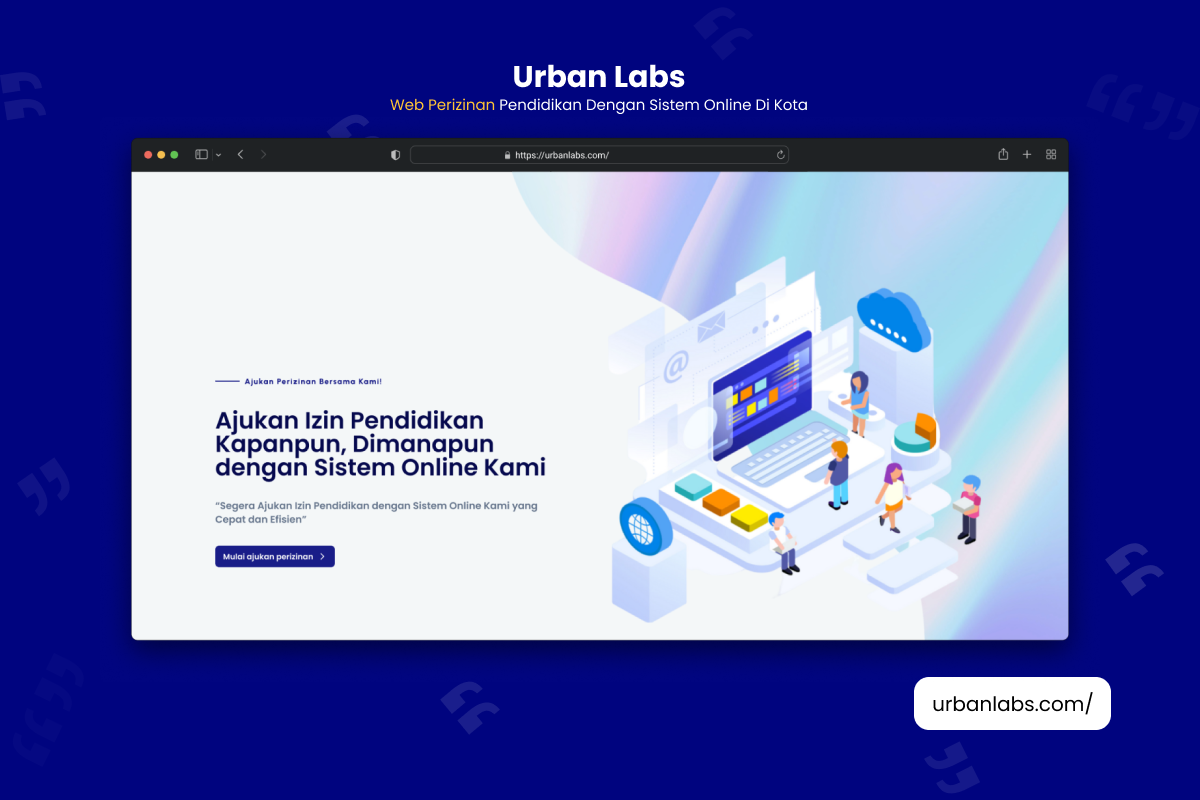 Urban Labs
Web Perizinan Pendidikan Dengan Sistem Online Di Kota
https://urbanlabs.com/
Ajukan Perizinan Bersama Kami!
Ajukan Izin Pendidikan
Kapanpun, Dimanapun
dengan Sistem Online Kami
“Segera Ajukan Izin Pendidikan dengan Sistem Online Kami yang
Cepat dan Efisien”
Mulai ajukan perizinan
@
urbanlabs.com/